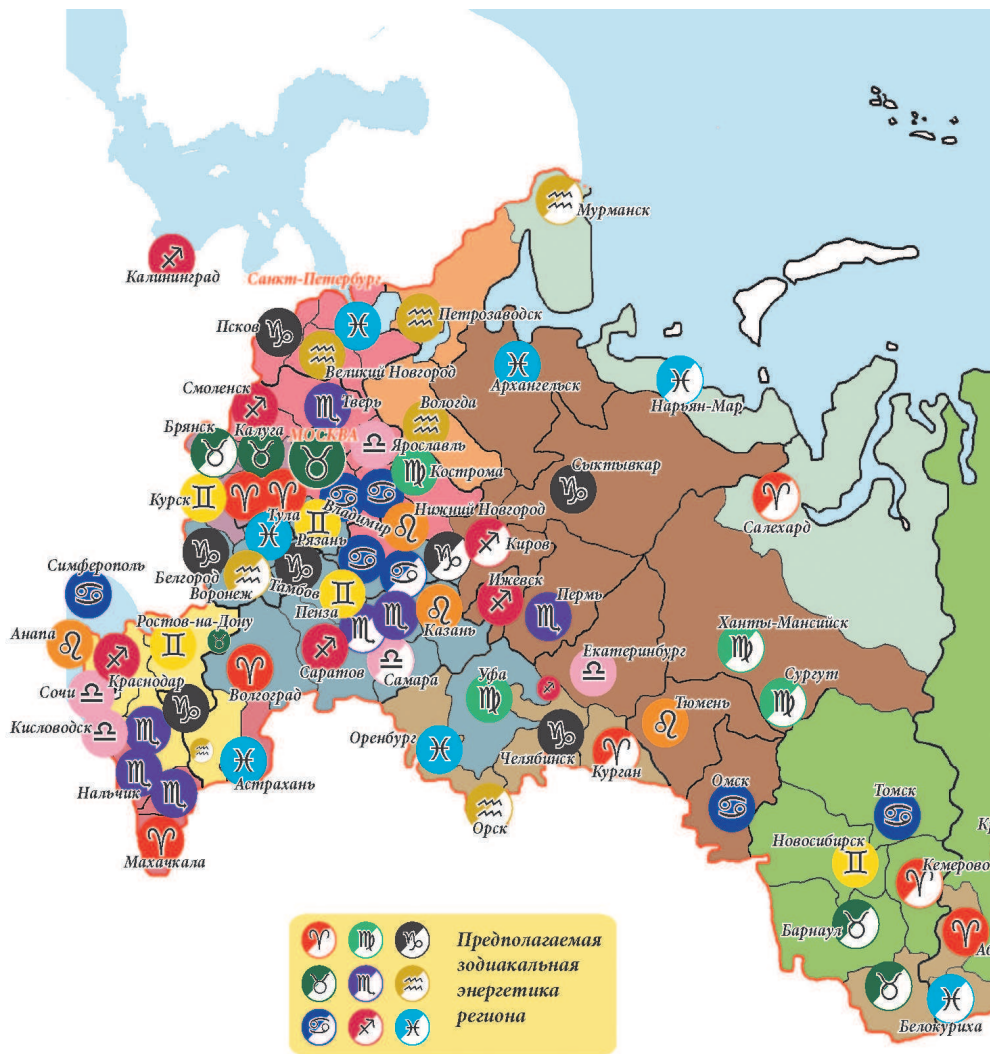 Мурманск
Калининград
Санкт-Петербург
Псков
Петрозаводск
Великий Новгород
Архангельск
Нарьян-Мар
Смоленск
Тверь
Вологда
Брянск
Калуга
МОСКВА
Ярославль
Кострома
Сыктывкар
Курск
Тула
Владимир
Нижний Новгород
Салехард
Рязань
Киров
Симферополь
Белгород
Воронеж
Тамбов
Ижевск
Пенза
Пермь
Анапа
Ростов-на-Дону
Казань
Ханты-Мансийск
Екатеринбург
Краснодар
Саратов
Самара
Уфа
Сургут
Сочи
Волгоград
Кисловодск
Тюмень
Оренбург
Челябинск
Курган
Нальчик
Астрахань
Омск
Томск
Орск
Новосибирск
Кр
Махачкала
Кемерово
Барнаул
Аб
Белокуриха
Предполагаемая
зодиакальная
энергетика
региона